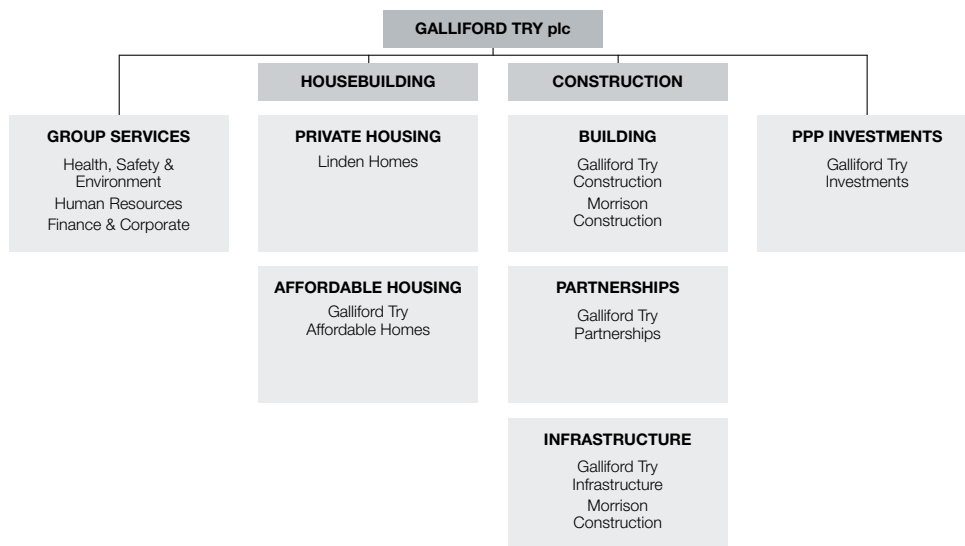 GALLIFORD TRY plc
HOUSEBUILDING
CONSTRUCTION
GROUP SERVICES
Health, Safety &
Environment
Human Resources
Finance & Corporate
PRIVATE HOUSING
Linden Homes
BUILDING
Galliford Try
Construction
Morrison
Construction
PPP INVESTMENTS
Galliford Try
Investments
AFFORDABLE HOUSING
Galliford Try
Affordable Homes
PARTNERSHIPS
Galliford Try
Partnerships
INFRASTRUCTURE
Galliford Try
Infrastructure
Morrison
Construction